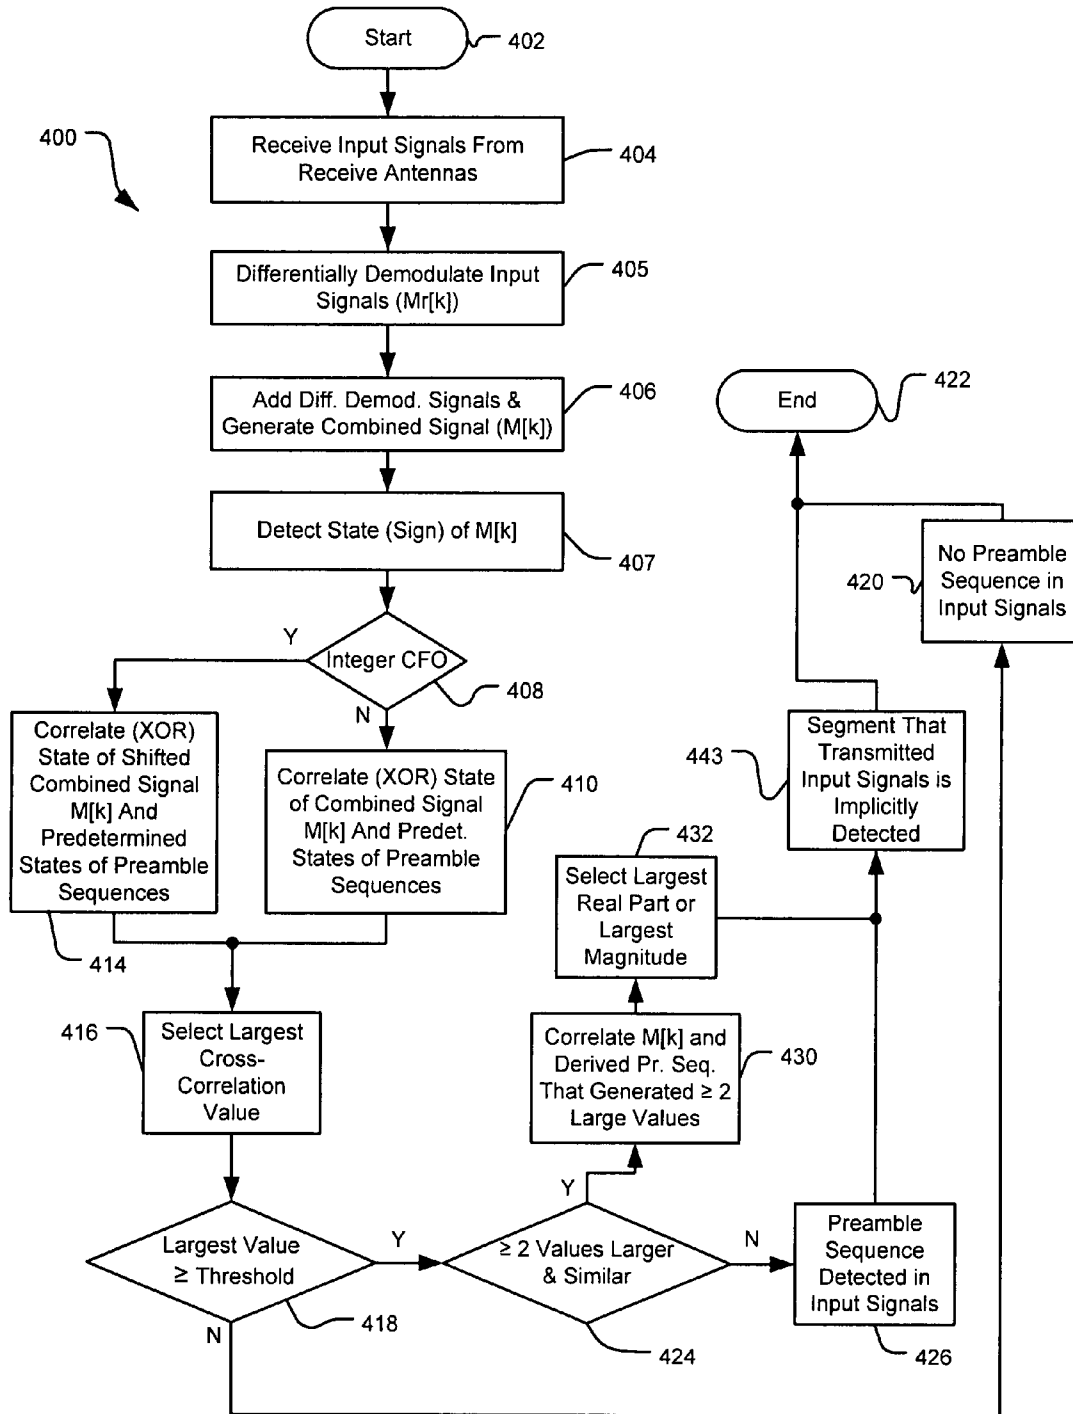 Start
402
400
Receive Input Signals From
Receive Antennas
404
Differentially Demodulate Input
Signals (Mr[k])
405
Add Diff. Demod. Signals &
Generate Combined Signal (M[k])
406
End
422
Detect State (Sign) of M[k]
407
No Preamble
Sequence in
Input Signals
420
Y
Integer CFO
408
N
Correlate (XOR)
State of Shifted
Combined Signal
M[k] And
Predetermined
States of Preamble
Sequences
414
Correlate (XOR) State
of Combined Signal
M[k] And Predet.
States of Preamble
Sequences
410
Segment That
Transmitted
Input Signals is
Implicitly
Detected
443
432
Select Largest
Real Part or
Largest
Magnitude
416
Select Largest
Cross-
Correlation
Value
Correlate M[k] and
Derived Pr. Seq.
That Generated ≥ 2
Large Values
430
Largest Value
≥ Threshold
418
Y
N
≥ 2 Values Larger
& Similar
424
Y
N
Preamble
Sequence
Detected in
Input Signals
426